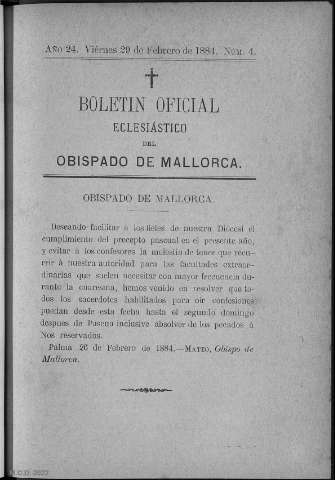 Año 24. Viérnes 29 de Febrero de 1884. Núm. 4.
BOLETIN OFICIAL
ECLESIÁSTICO
DEL
OBISPADO DE MALLORCA.
OBISPADO DE MALLORCA.
Deseando facilitar á los fieles de nuestra Diócesi el
cumplimiento del precepto pascual en el presente año,
y evitar á los confesores la molestia de tener que recur-
rir á nuestra autoridad para las facultades extraor-
dinarias que suelen necesitar con mayor frecuencia du-
rante la cuaresma, hemos venido en resolver que to-
dos los sacerdotes habilitados para oir confesiones
puedan desde esta fecha hasta el segundo domingo
despues de Pascua inclusive absolver de los pecados á
Nos reservados.
Palma 26 de Febrero de 1884.—MATEO, Obispo de
Mallorca.